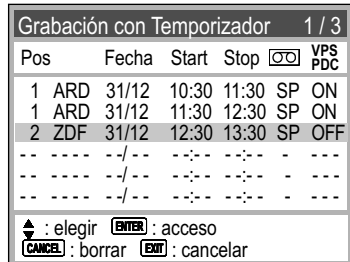 Grabación con Temporizador 1 / 3
Pos Fecha Start Stop VPS PDC
1 ARD 31/12 10:30 11:30 SP ON
1 ARD 31/12 11:30 12:30 SP ON
2 ZDF 31/12 12:30 13:30 SP OFF
-- ---- --/-- --:-- --:-- - ---
-- ---- --/-- --:-- --:-- - ---
-- ---- --/-- --:-- --:-- - ---
: elegir ENTER : acceso
CANCEL : borrar EXIT : cancelar